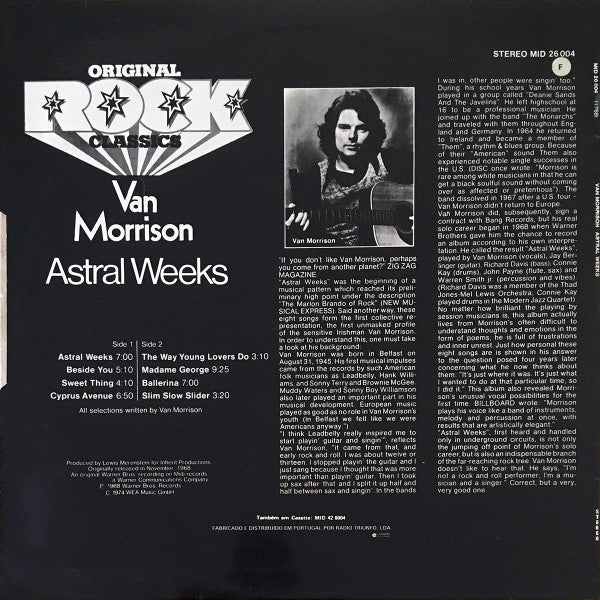 STEREO MID 26 004
F
ORIGINAL
ROCK
CLASSICS
Van
Morrison
Astral Weeks
Side 1 Side 2
Astral Weeks 7:00 The Way Young Lovers Do 3:10
Beside You 5:10 Madame George 9:25
Sweet Thing 4:10 Ballerina 7:00
Cyprus Avenue 6:50 Slim Slow Slider 3:20
All selections written by Van Morrison
Produced by Lewis Merenstein for Inherit Productions
Originally released in November, 1968
An original Warner Bros. recording on Midi records
a Warner Communications Company
P 1968 Warner Bros. Records
C 1974 WEA Music GmbH
Van Morrison
"If you don't like Van Morrison, perhaps
you come from another planet?" ZIG ZAG
MAGAZINE
"Astral Weeks" was the beginning of a
musical pattern which reached its preli-
minary high point under the description
"The Marlon Brando of Rock" (NEW MU-
SICAL EXPRESS). Said another way, these
eight songs form the first collective re-
presentation, the first unmasked profile
of the sensitive Irishman Van Morrison.
In order to understand this, one must take
a look at his background:
Van Morrison was born in Belfast on
August 31, 1945. His first musical impulses
came from the records by such American
folk musicians as Leadbelly, Hank Willi-
ams, and Sonny Terry and Brownie McGee.
Muddy Waters and Sonny Boy Williamson
also later played an important part in his
musical development. European music
played as good as no role in Van Morrison's
youth (In Belfast we felt like we were
Americans anyway.")
"I think Leadbelly really inspired me to
start playin' guitar and singin'", reflects
Van Morrison. "It came from that, and
early rock and roll. I was about twelve or
thirteen. I stopped playin' the guitar and I
just sang because I thought that was more
important than playin' guitar. Then I took
up sax after that and I split it up half and
half between sax and singin'. In the bands
I was in, other people were singin' too."
During his school years Van Morrison
played in a group called "Deanie Sands
And The Javelins". He left highschool at
16 to be a professional musician. He
joined up with the band "The Monarchs"
and traveled with them throughout Eng-
land and Germany. In 1964 he returned
to Ireland and became a member of
"Them", a rhythm & blues group. Because
of their "American" sound Them also
experienced notable single successes in
the U.S. (DISC once wrote "Morrison is
rare among white musicians in that he can
get a black soulful sound without coming
over as affected or pretentious"). The
band dissolved in 1967 after a U.S. tour –
Van Morrison didn't return to Europe.
Van Morrison did, subsequently, sign a
contract with Bang Records, but his real
solo career began in 1968 when Warner
Brothers gave him the chance to record
an album according to his own interpre-
tation. He called the result "Astral Weeks",
played by Van Morrison (vocals), Jay Ber-
linger (guitar), Richard Davis (bass), Connie
Kay (drums), John Payne (flute, sax) and
Warren Smith jr. (percussion and vibes).
(Richard Davis was a member of the Thad
Jones-Mel Lewis Orchestra; Connie Kay
played drums in the Modern Jazz Quartet).
No matter how brilliant the playing by
session musicians is, this album actually
lives from Morrison's often difficult to
understand thoughts and emotions in the
form of poems; he is full of frustrations
and inner unrest. Just how personal these
eight songs are is shown in his answer
to the question posed four years later
concerning what he now thinks about
them: "It's just where it was. It's just what
I wanted to do at that particular time, so
I did it." This album also revealed Morri-
son's unusual vocal possibilities for the
first time. BILLBOARD wrote: "Morrison
plays his voice like a band of instruments,
melody and percussion at once, with
results that are artistically elegant."
"Astral Weeks", first heard and handled
only in underground circuits, is not only
the jumping off point of Morrison's solo
career, but is also an indispensable branch
of the far-reaching rock tree. Van Morrison
doesn't like to hear that. He says, "I'm
not a rock and roll performer; I'm a mu-
sician and a singer". Correct, but a very,
very good one.
Também em Cassete: MID 42 6004
FABRICADO E DISTRIBUIDO EM PORTUGAL POR RADIO TRIUNFO, LDA
MID 26 004
VAN MORRISON ASTRAL WEEKS
STEREO